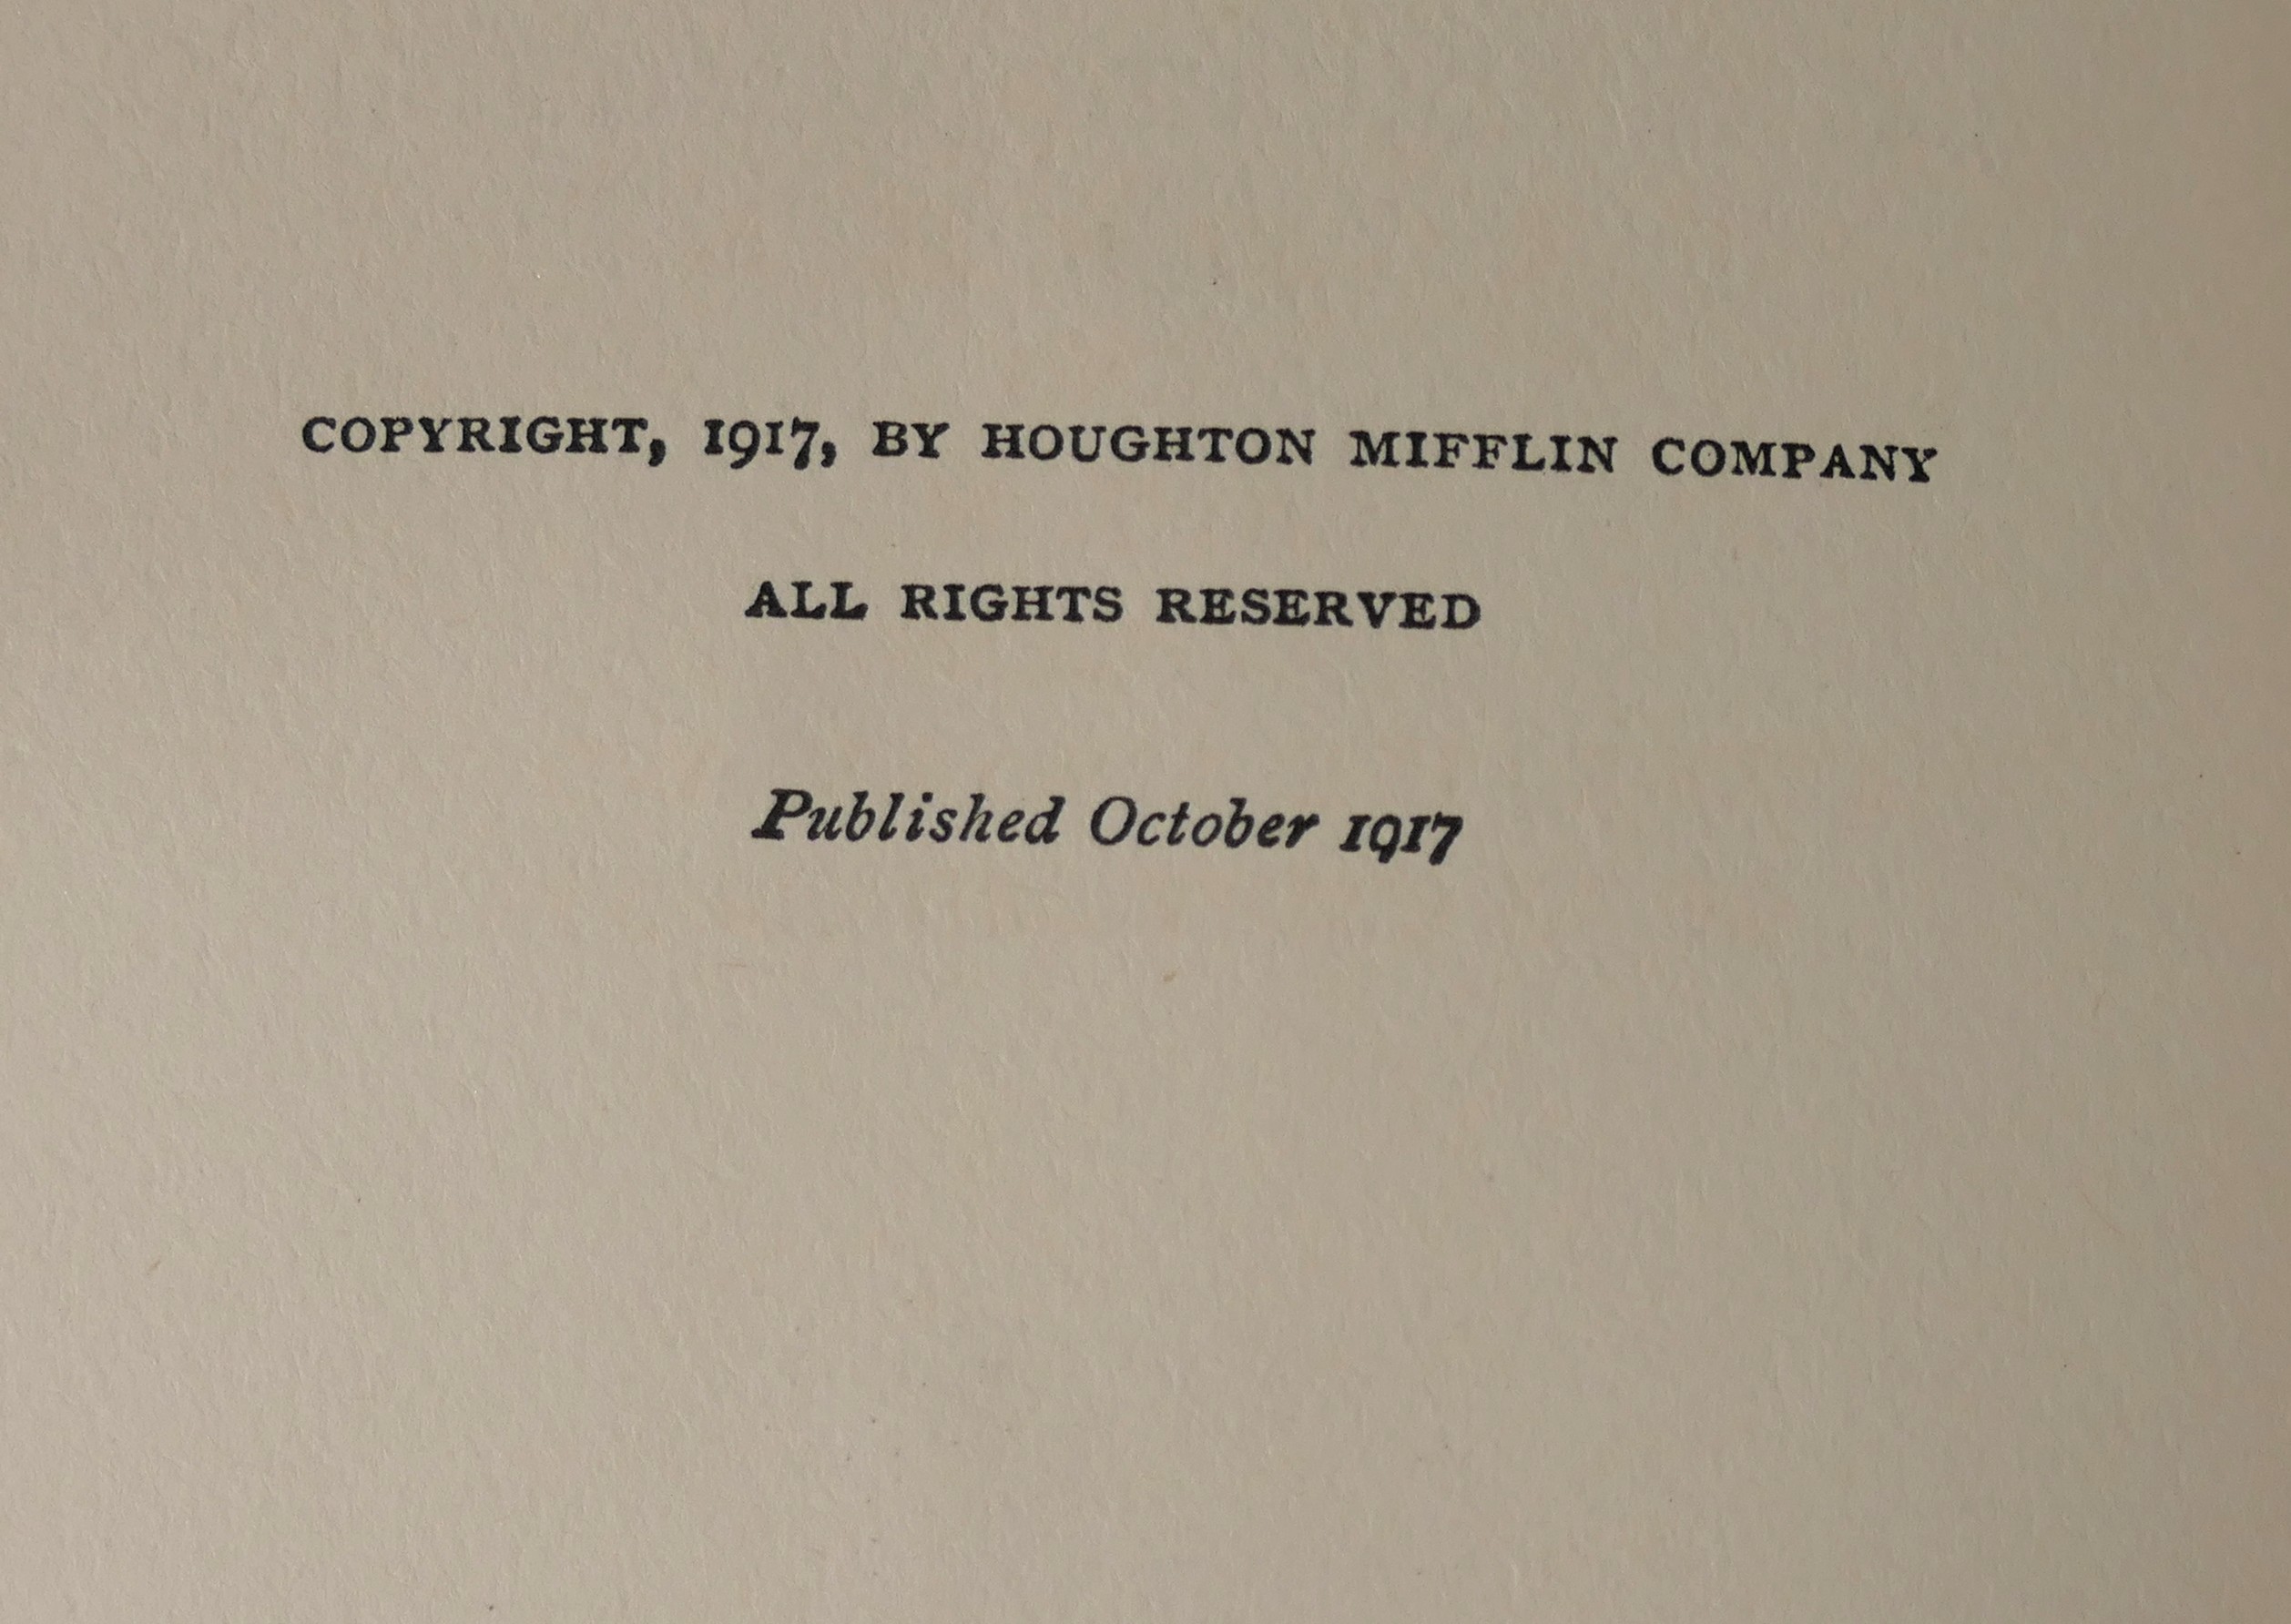 COPYRIGHT, 1917, BY HOUGHTON MIFFLIN COMPANY
ALL RIGHTS RESERVED
Published October 1917